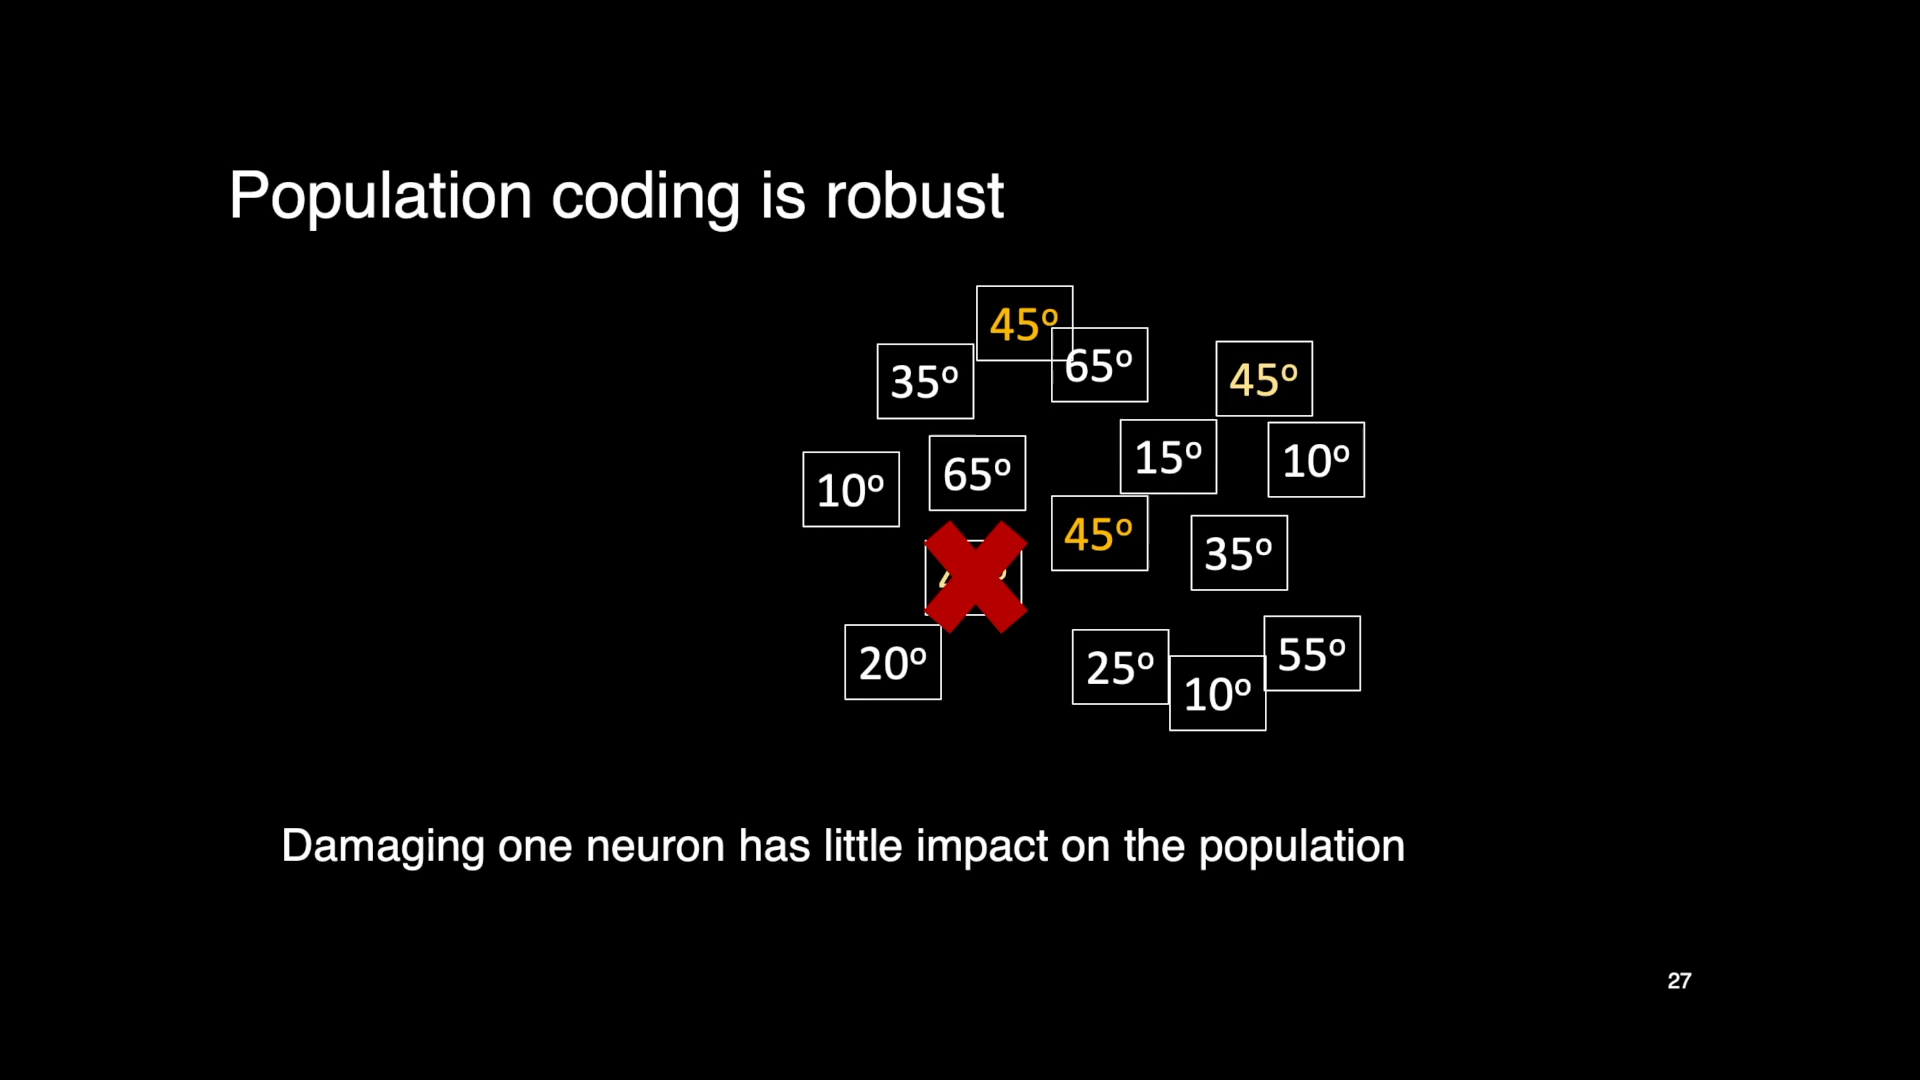 Population coding is robust
45º
35º
65º
45º
10º
65º
15º
10º
45º
35º
20º
25º
10º
55º
Damaging one neuron has little impact on the population
27